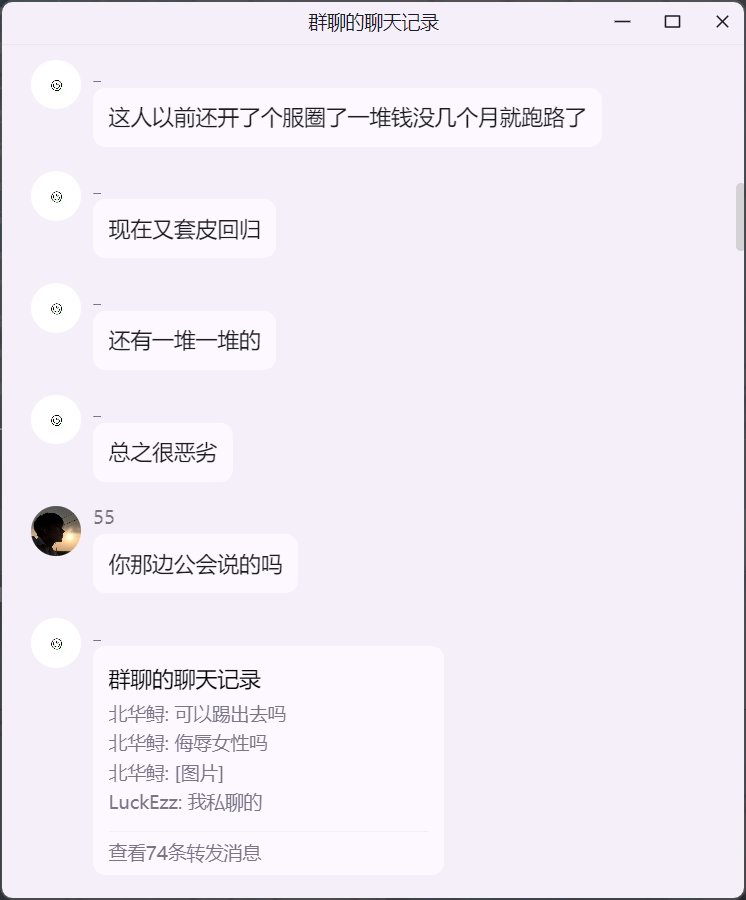 群聊的聊天记录
_
这人以前还开了个服圈了一堆钱没几个月就跑路了
_
现在又套皮回归
_
还有一堆一堆的
_
总之很恶劣
55
你那边公会说的吗
_
群聊的聊天记录
北华鲟: 可以踢出去吗
北华鲟: 侮辱女性吗
北华鲟: [图片]
LuckEzz: 我私聊的
查看74条转发消息